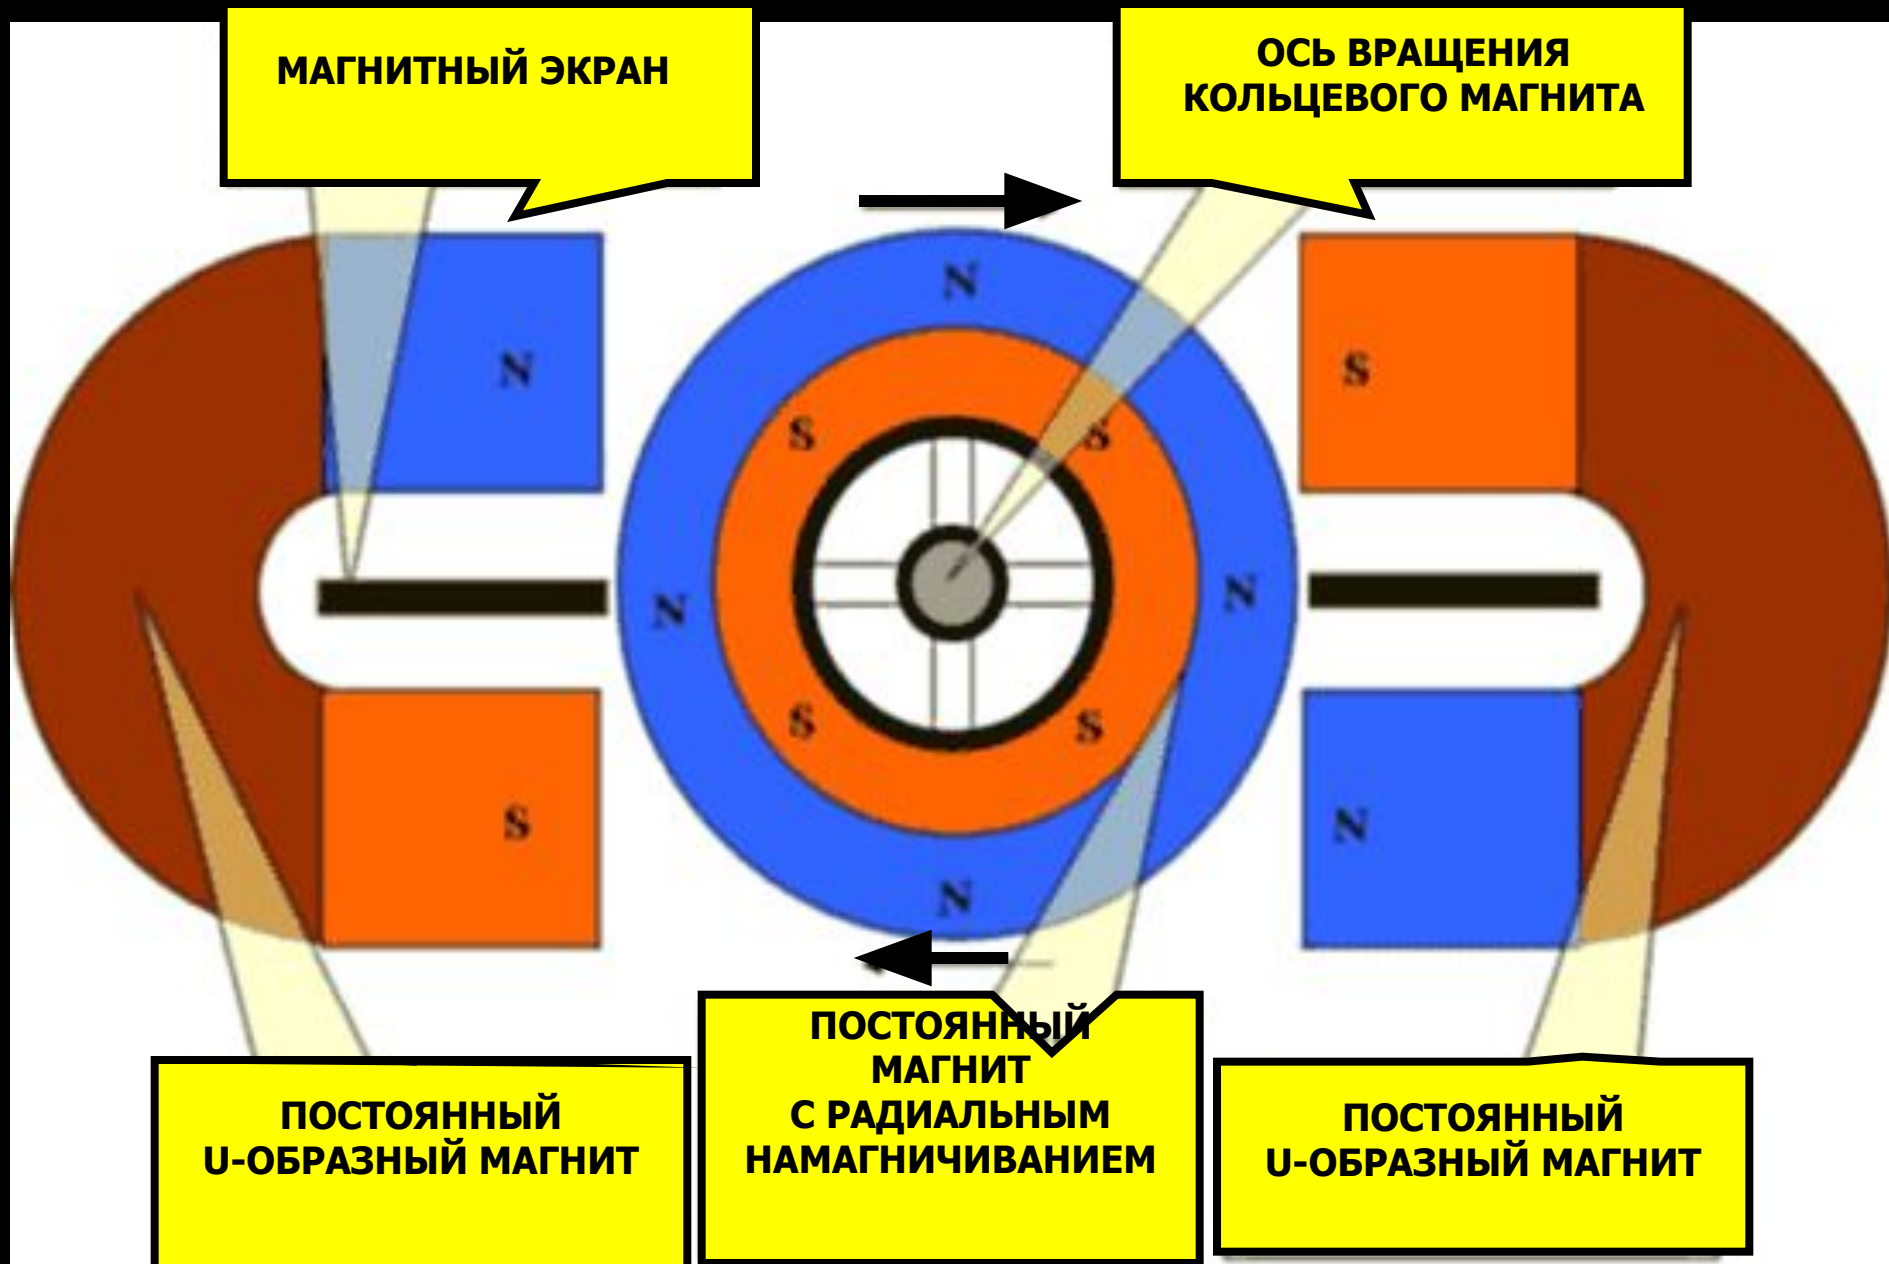 МАГНИТНЫЙ ЭКРАН
ОСЬ ВРАЩЕНИЯ
КОЛЬЦЕВОГО МАГНИТА
N
N
S
S
S
N
N
S
S
S
N
N
ПОСТОЯННЫЙ
U-ОБРАЗНЫЙ МАГНИТ
ПОСТОЯННЫЙ
МАГНИТ
С РАДИАЛЬНЫМ
НАМАГНИЧИВАНИЕМ
ПОСТОЯННЫЙ
U-ОБРАЗНЫЙ МАГНИТ